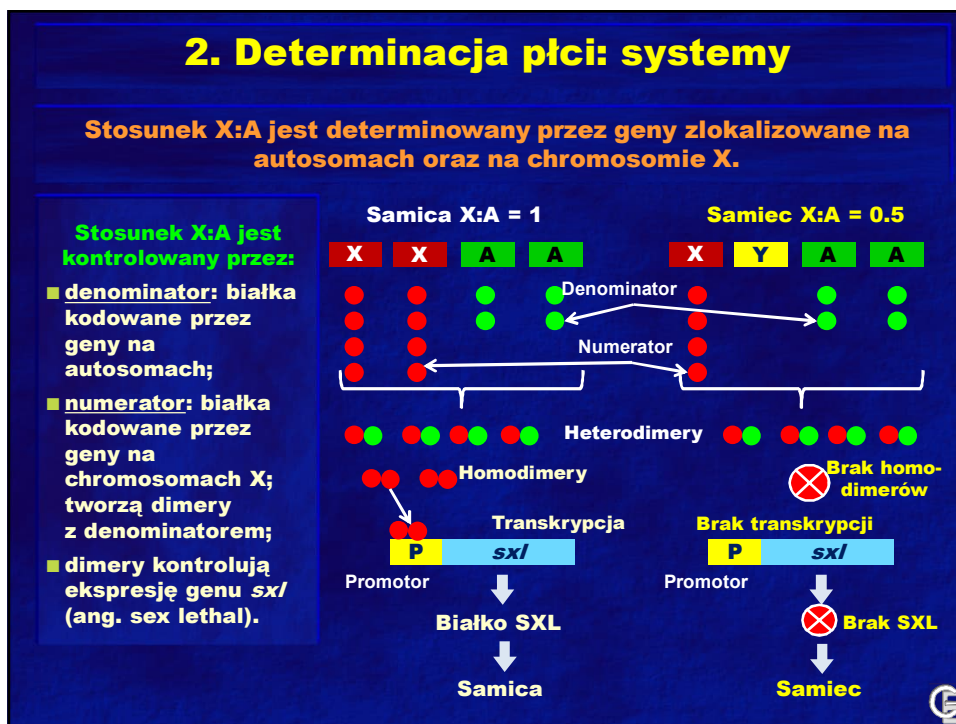 2. Determinacja płci: systemy
Stosunek X:A jest determinowany przez geny zlokalizowane na
autosomach oraz na chromosomie X.
Stosunek X:A jest
kontrolowany przez:
denominator: białka
kodowane przez
geny na
autosomach;
numerator: białka
kodowane przez
geny na
chromosomach X;
tworzą dimery
z denominatorem;
dimery kontrolują
ekspresję genu sxl
(ang. sex lethal).
Samica X:A = 1
X X A A
Samiec X:A = 0.5
X Y A A
Denominator
Numerator
Heterodimery
Homodimery
Brak homo-
dimerów
Transkrypcja
P sxl
Promotor
Białko SXL
Samica
Brak transkrypcji
P sxl
Promotor
Brak SXL
Samiec